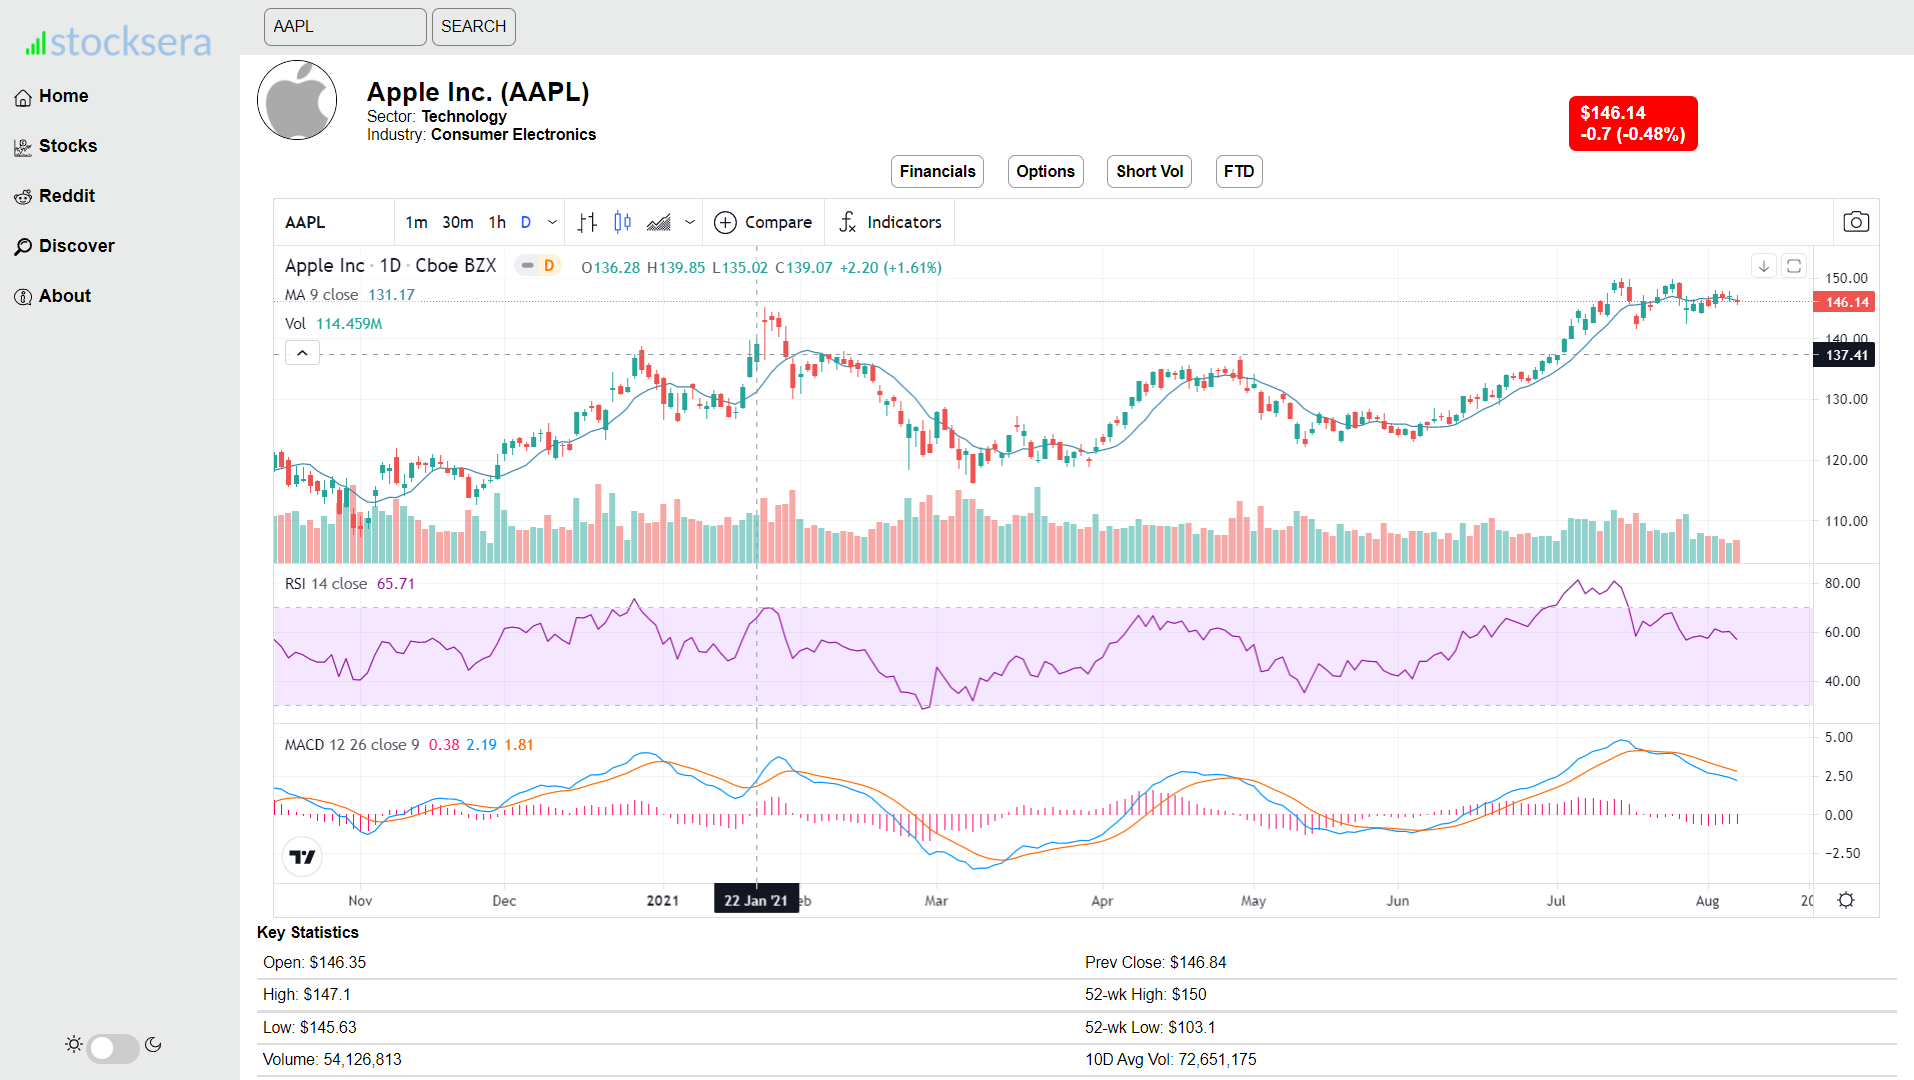 stocksera
AAPL SEARCH
Home
Stocks
Reddit
Discover
About
Apple Inc. (AAPL)
Sector: Technology
Industry: Consumer Electronics
$146.14
-0.7 (-0.48%)
Financials Options Short Vol FTD
AAPL 1m 30m 1h D Compare Indicators
Apple Inc · 1D · Cboe BZX D O136.28 H139.85 L135.02 C139.07 +2.20 (+1.61%)
MA 9 close 131.17
Vol 114.459M
150.00
146.14
140.00
137.41
130.00
120.00
110.00
RSI 14 close 65.71
80.00
60.00
40.00
MACD 12 26 close 9 0.38 2.19 1.81
5.00
2.50
0.00
−2.50
Nov Dec 2021 22 Jan '21 eb Mar Apr May Jun Jul Aug 20
Key Statistics
Open: $146.35 Prev Close: $146.84
High: $147.1 52-wk High: $150
Low: $145.63 52-wk Low: $103.1
Volume: 54,126,813 10D Avg Vol: 72,651,175